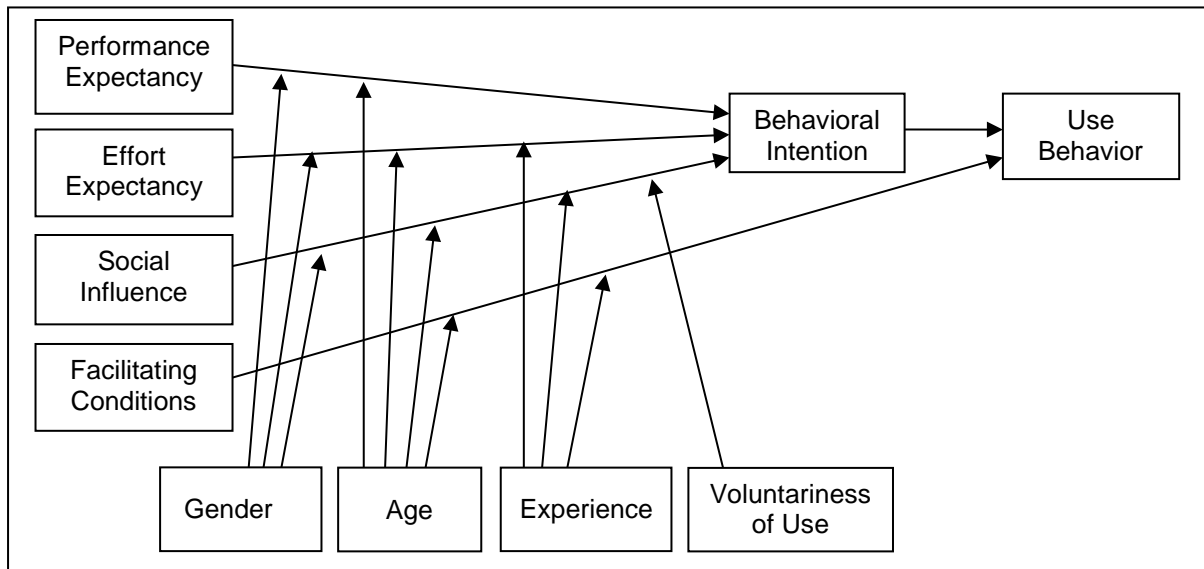 Performance
Expectancy
Effort
Expectancy
Social
Influence
Facilitating
Conditions
Behavioral
Intention
Use
Behavior
Gender
Age
Experience
Voluntariness
of Use